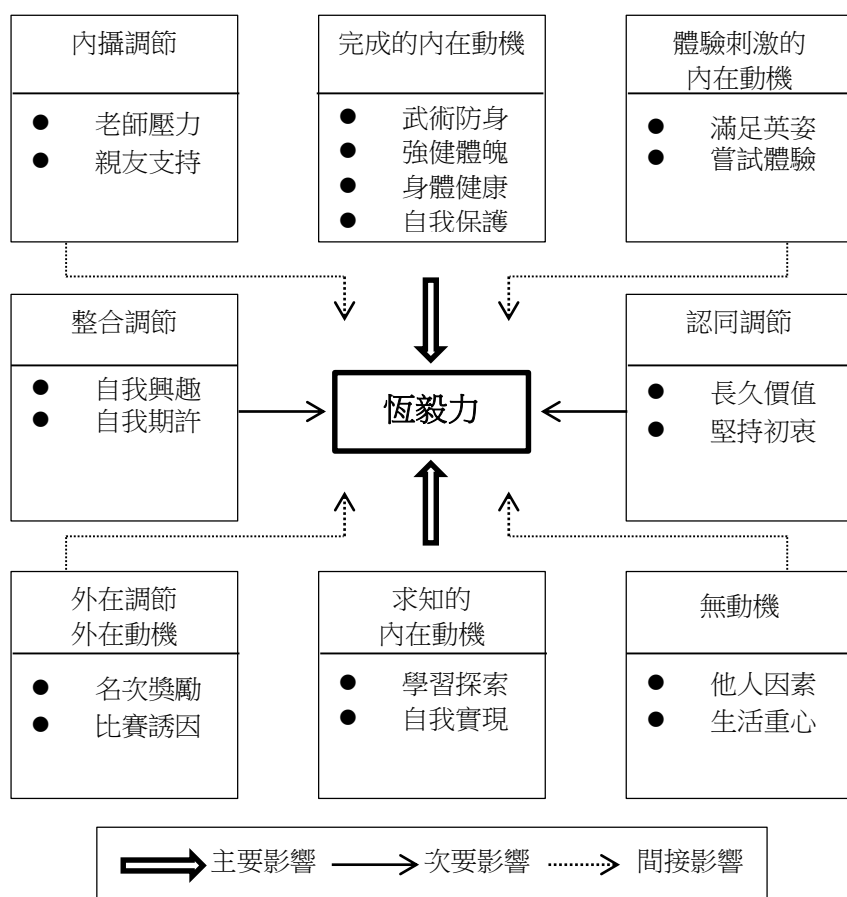 內攝調節
● 老師壓力
● 親友支持
完成的內在動機
● 武術防身
● 強健體魄
● 身體健康
● 自我保護
體驗刺激的
內在動機
● 滿足英姿
● 嘗試體驗
整合調節
● 自我興趣
● 自我期許
恆毅力
認同調節
● 長久價值
● 堅持初衷
外在調節
外在動機
● 名次獎勵
● 比賽誘因
求知的
內在動機
● 學習探索
● 自我實現
無動機
● 他人因素
● 生活重心
主要影響 次要影響 間接影響